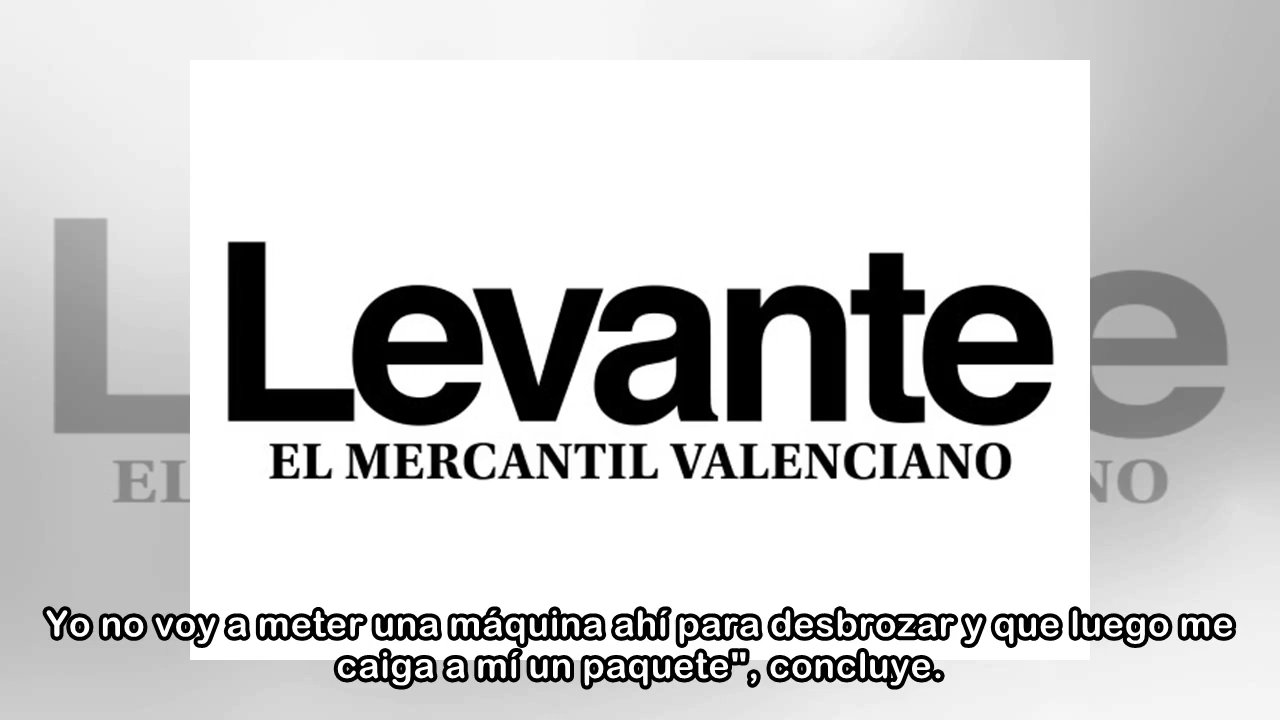 Levante
EL MERCANTIL VALENCIANO
Yo no voy a meter una máquina ahí para desbrozar y que luego me
caiga a mí un paquete", concluye.